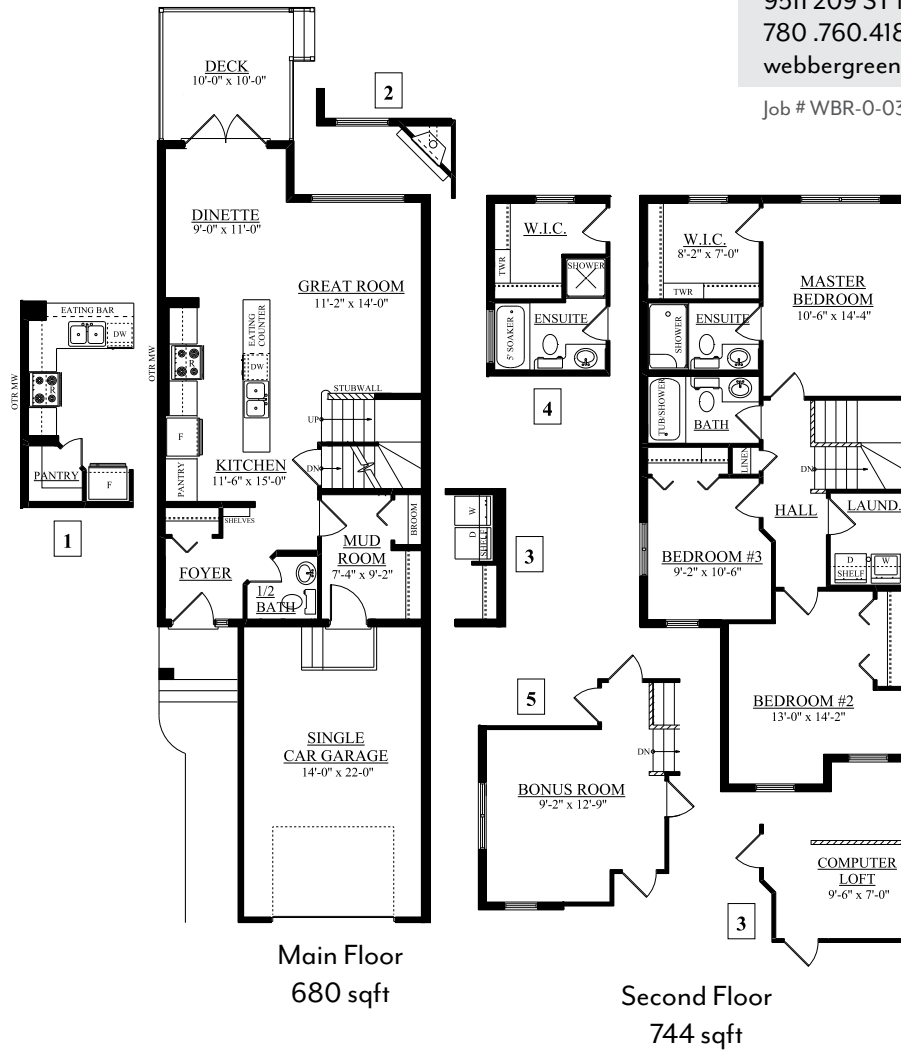 9511 209 ST
780 .760.418
webbergreen
Job # WBR-0-03
DECK
10'-0" x 10'-0"
2
DINETTE
9'-0" x 11'-0"
GREAT ROOM
11'-2" x 14'-0"
EATING BAR
DW
OTR MW
R
PANTRY
F
1
OTR MW
R
EATING
COUNTER
DW
F
PANTRY
KITCHEN
11'-6" x 15'-0"
STUBWALL
UP
DN
SHELVES
FOYER
1/2
BATH
MUD
ROOM
7'-4" x 9'-2"
BROOM
W
D
SHELF
3
SINGLE
CAR GARAGE
14'-0" x 22'-0"
Main Floor
680 sqft
W.I.C.
TWR
SHOWER
5' SOAKER
ENSUITE
4
W.I.C.
8'-2" x 7'-0"
TWR
MASTER
BEDROOM
10'-6" x 14'-4"
SHOWER
ENSUITE
TUB/SHOWER
BATH
LINEN
DN
HALL
LAUND.
D
SHELF
W
BEDROOM #3
9'-2" x 10'-6"
BEDROOM #2
13'-0" x 14'-2"
5
DN
BONUS ROOM
9'-2" x 12'-9"
COMPUTER
LOFT
9'-6" x 7'-0"
3
Second Floor
744 sqft